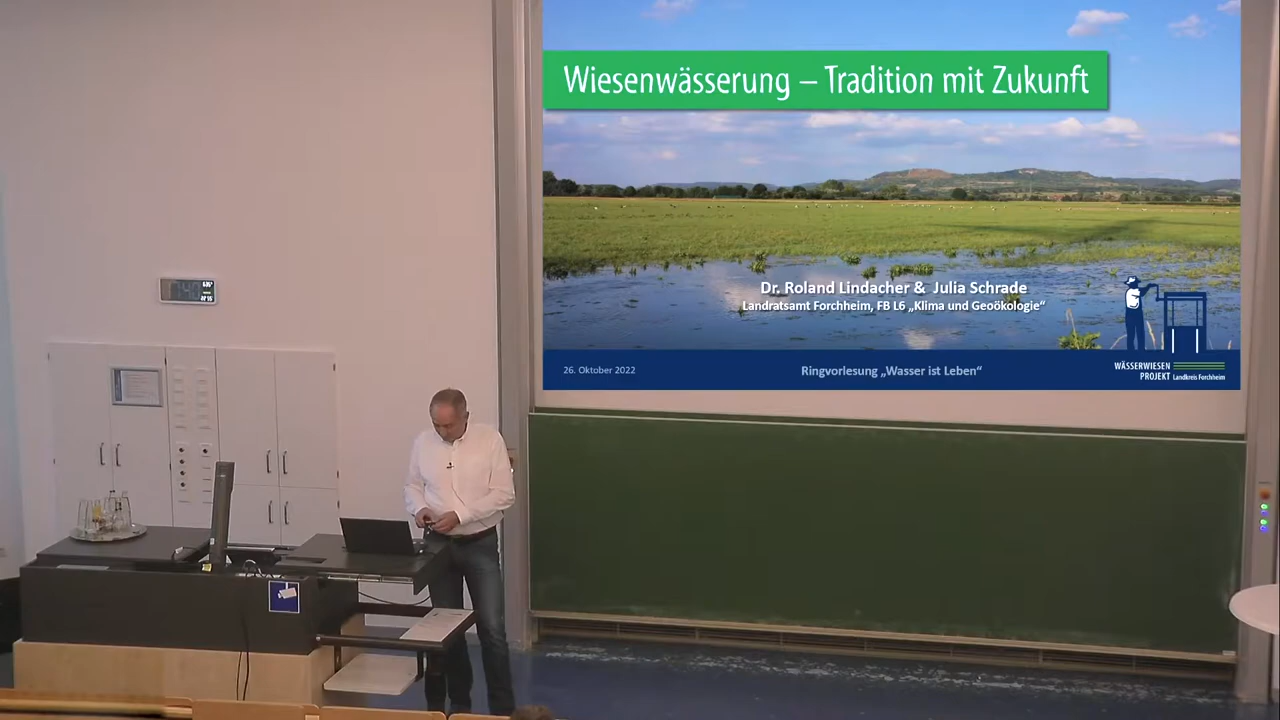 Wiesenwässerung – Tradition mit Zukunft
Dr. Roland Lindacher & Julia Schrade
Landratsamt Forchheim, FB L6 „Klima und Geoökologie“
26. Oktober 2022
Ringvorlesung „Wasser ist Leben“
WÄSSERWIESEN
PROJEKT Landkreis Forchheim